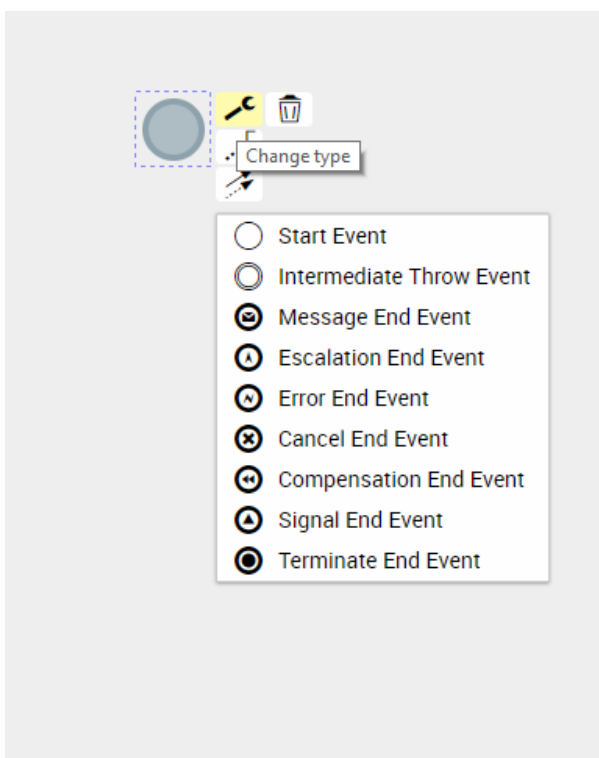 Change type
Start Event
Intermediate Throw Event
Message End Event
Escalation End Event
Error End Event
Cancel End Event
Compensation End Event
Signal End Event
Terminate End Event